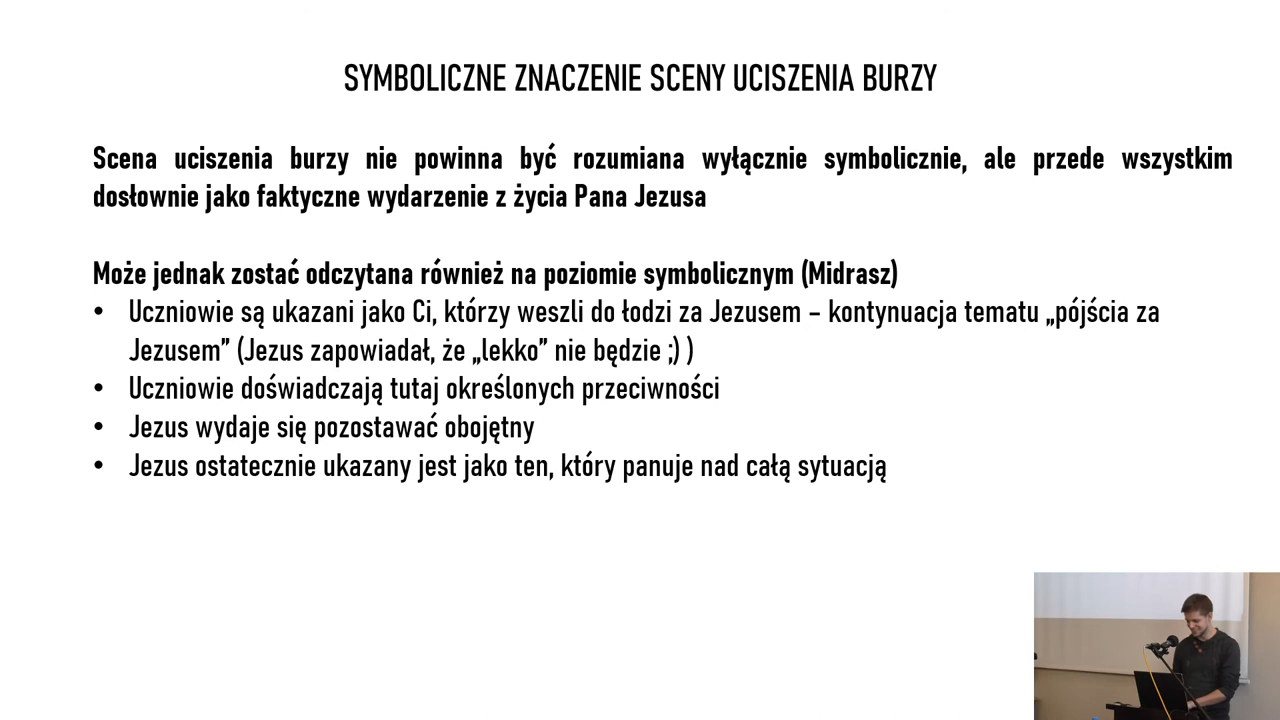 SYMBOLICZNE ZNACZENIE SCENY UCISZENIA BURZY
Scena uciszenia burzy nie powinna być rozumiana wyłącznie symbolicznie, ale przede wszystkim
dosłownie jako faktyczne wydarzenie z życia Pana Jezusa
Może jednak zostać odczytana również na poziomie symbolicznym (Midrasz)
• Uczniowie są ukazani jako Ci, którzy weszli do łodzi za Jezusem – kontynuacja tematu „pójścia za
Jezusem” (Jezus zapowiadał, że „lekko” nie będzie ;) )
• Uczniowie doświadczają tutaj określonych przeciwności
• Jezus wydaje się pozostawać obojętny
• Jezus ostatecznie ukazany jest jako ten, który panuje nad całą sytuacją